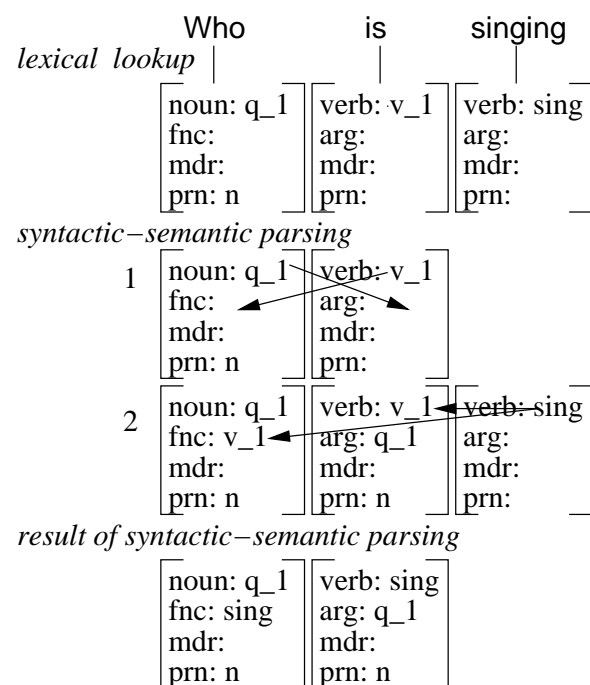 Who is singing
lexical lookup
noun: q_1 verb: v_1 verb: sing
fnc: arg: arg:
mdr: mdr: mdr:
prn: n prn: prn:
syntactic−semantic parsing
1 noun: q_1 verb: v_1
fnc: arg:
mdr: mdr:
prn: n prn:
2 noun: q_1 verb: v_1 verb: sing
fnc: v_1 arg: q_1 arg:
mdr: mdr: mdr:
prn: n prn: n prn:
result of syntactic−semantic parsing
noun: q_1 verb: sing
fnc: sing arg: q_1
mdr: mdr:
prn: n prn: n